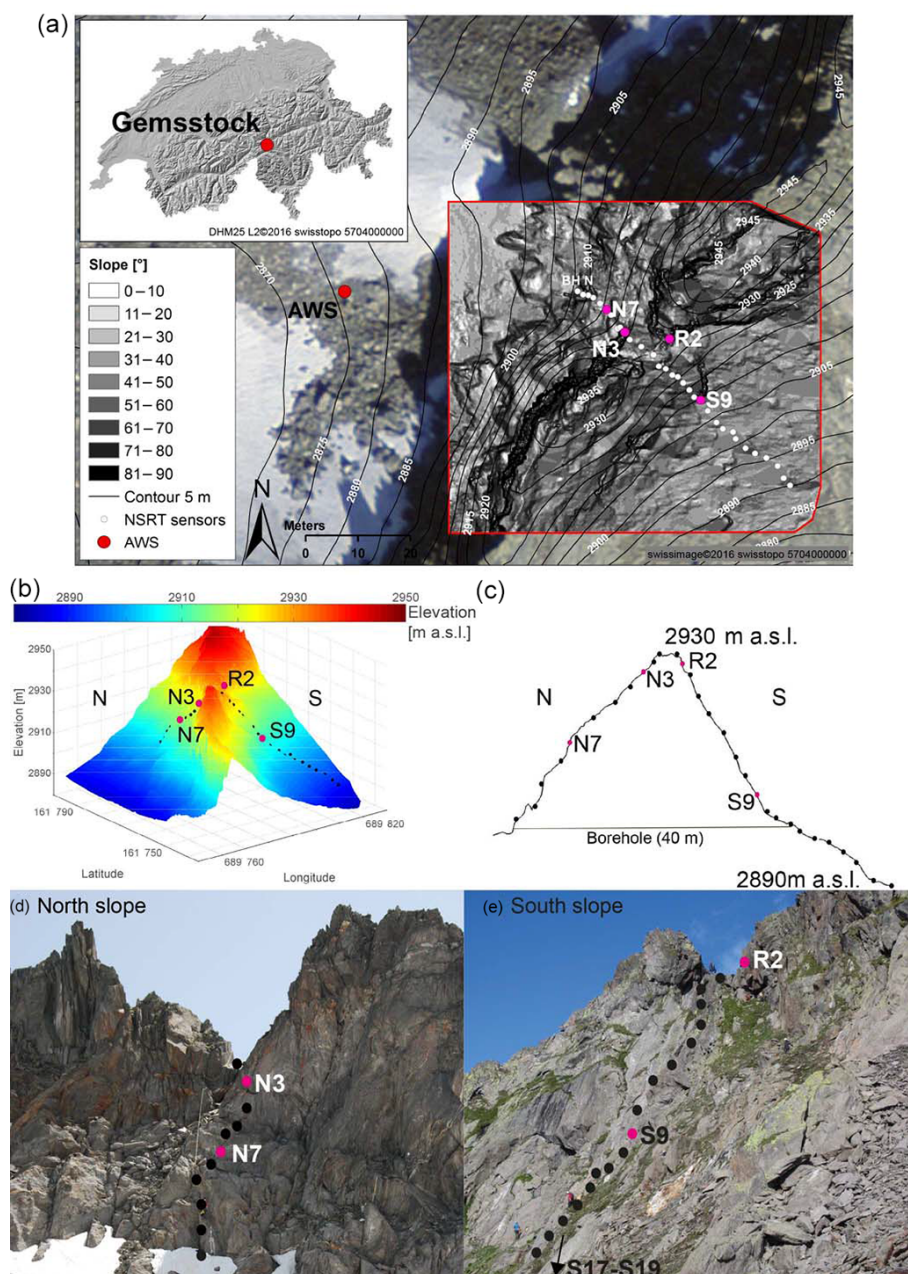 (a)
Gemsstock
DHM25 L2©2016 swisstopo 5704000000
Slope [°]
0–10
11–20
21–30
31–40
41–50
51–60
61–70
71–80
81–90
Contour 5 m
NSRT sensors
AWS
N
Meters
0 10 20
AWS
2870
2875
2880
2885
2890
2895
2905
2945
2910
2945
2945
2935
2940
2925
2930
BH N
N7
N3
R2
S9
2900
2935
2930
2905
2895
2890
2885
2915
2920
2900
2880
swissimage©2016 swisstopo 5704000000
(b)
2890 2910 2930 2950
Elevation
[m a.s.l.]
2950
2930
2910
2890
Elevation [m]
N
S
N3
R2
N7
S9
161 790
161 750
689 760
689 820
Latitude
Longitude
(c)
2930 m a.s.l.
N
N3
R2
S
N7
S9
Borehole (40 m)
2890m a.s.l.
(d) North slope
N3
N7
(e) South slope
R2
S9
S17-S19